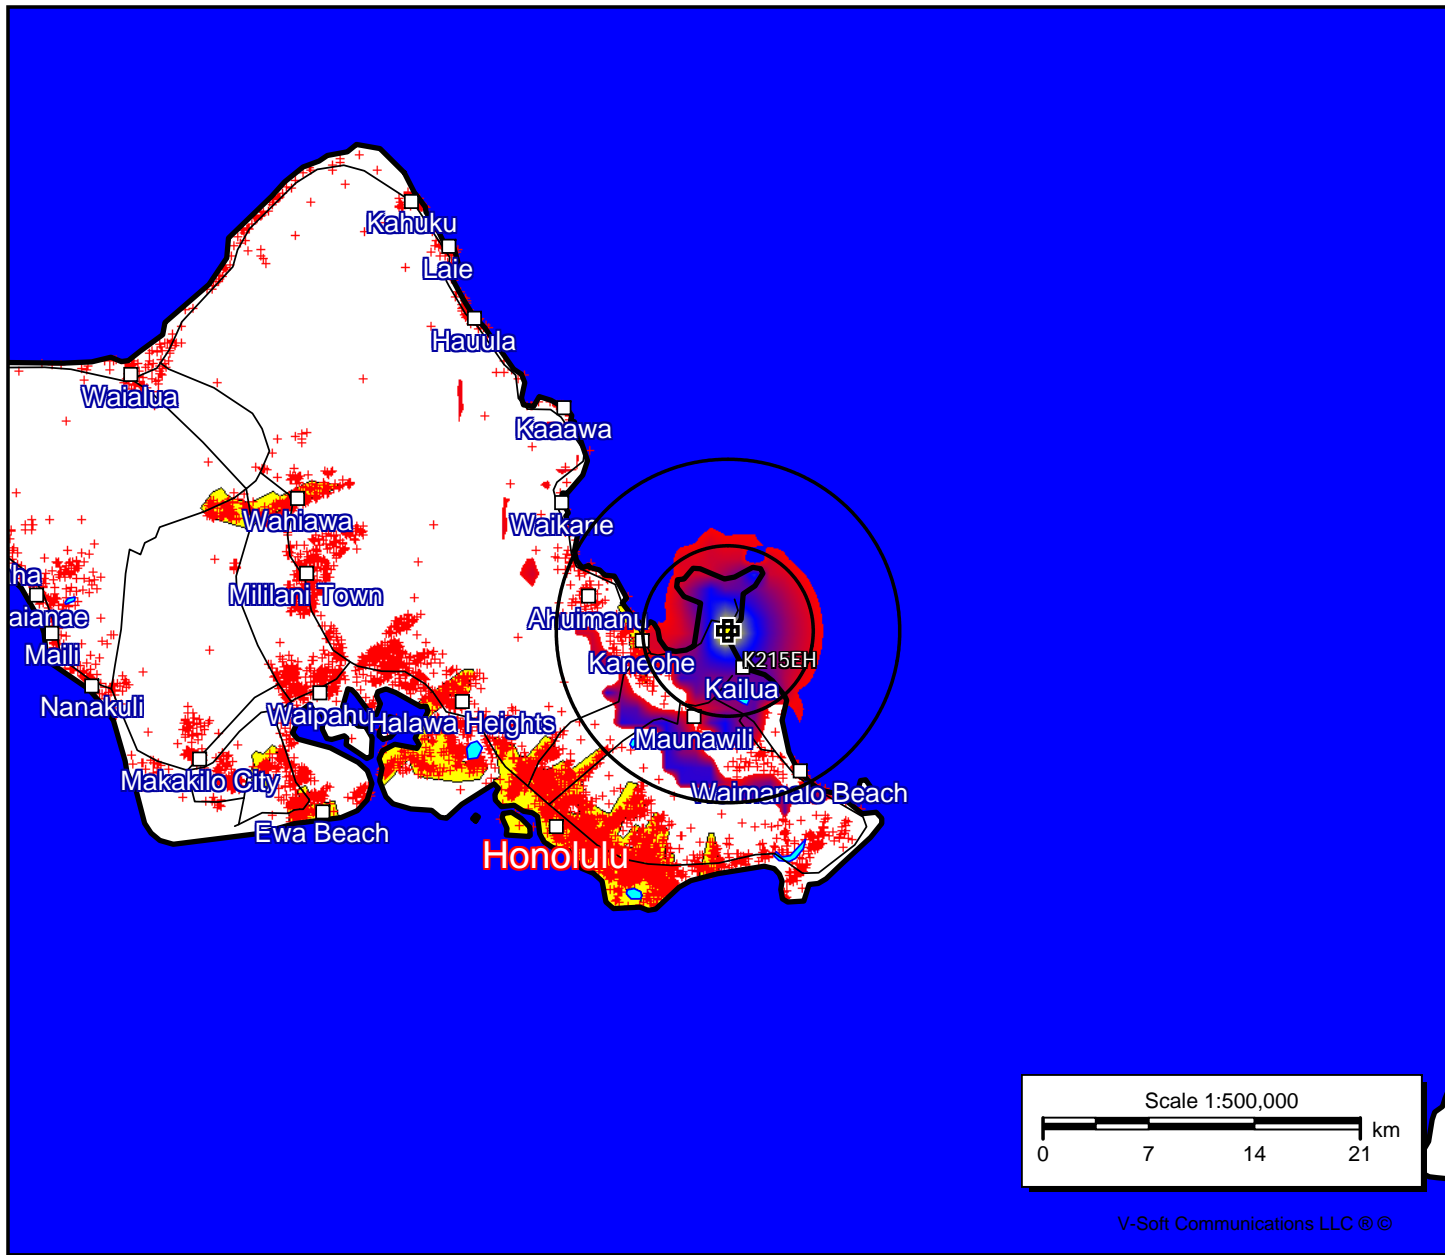 Kahuku
Laie
Hauula
Waialua
Kaaawa
Wahiawa
Waikane
ha
Mililani Town
aianae
Ahuimanu
Maili
Kaneohe
K215EH
Kailua
Nanakuli
Waipahu
Halawa Heights
Maunawili
Makakilo City
Waimanalo Beach
Ewa Beach
Honolulu
Scale 1:500,000
km
0 7 14 21
V-Soft Communications LLC ® ©